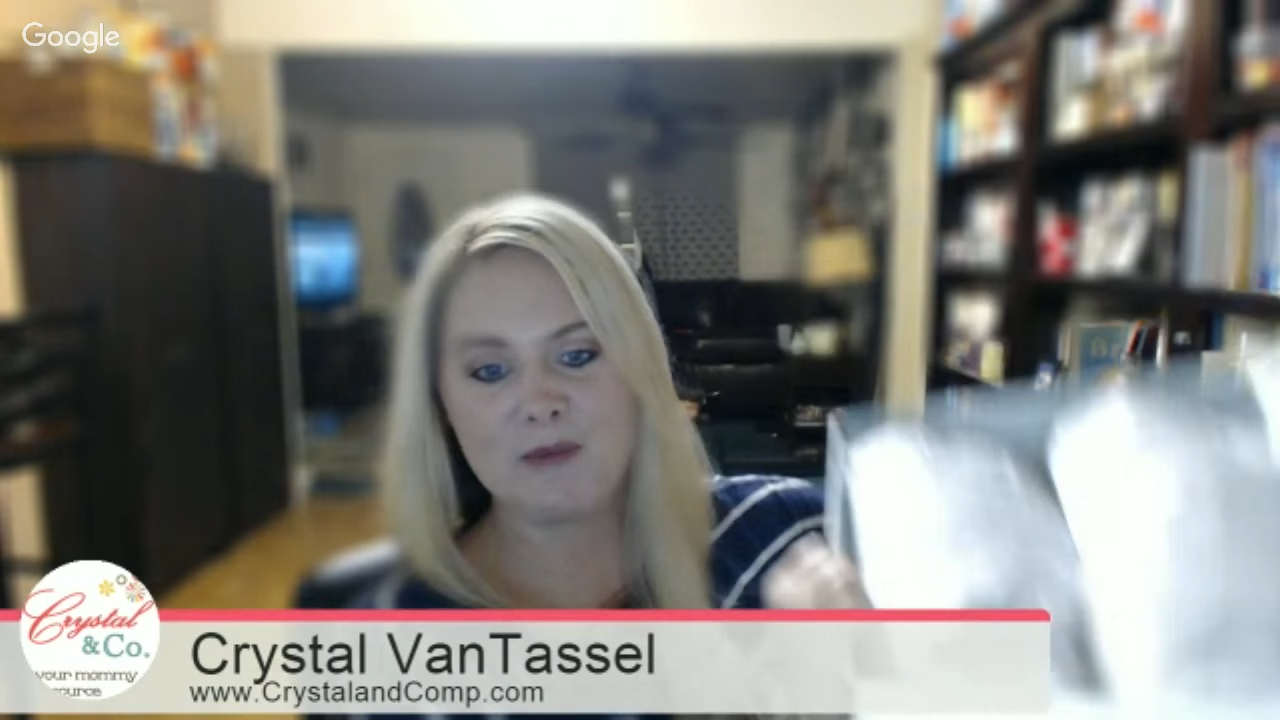 Google
Crystal
& Co.
your mommy
source
Crystal VanTassel
www.CrystalandComp.com